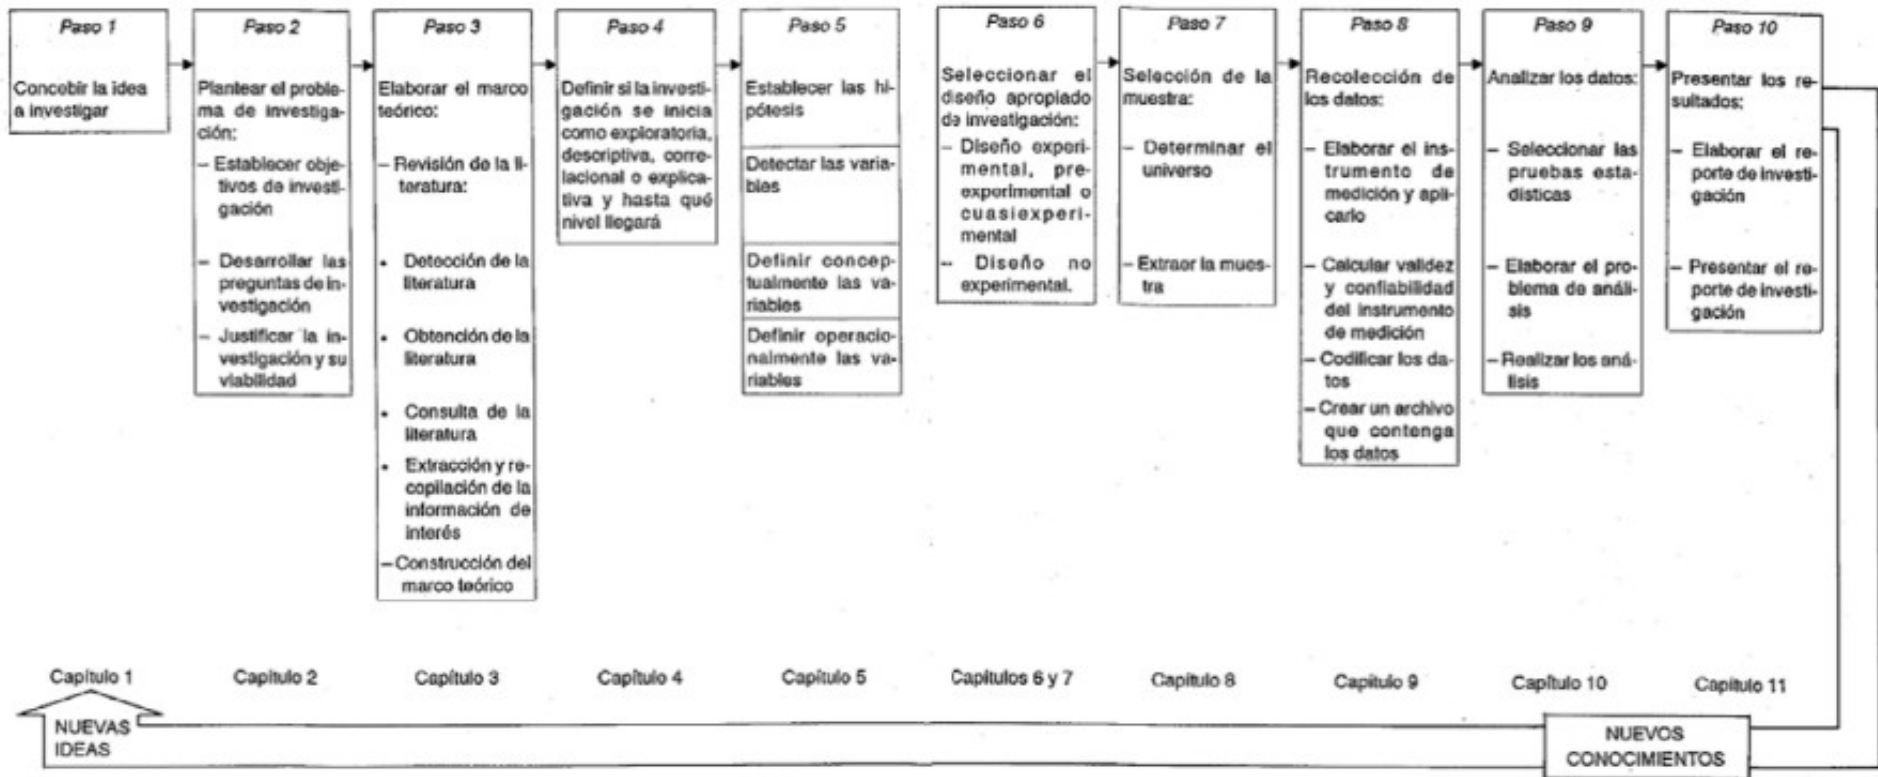 Paso 1
Concebir la idea
a investigar
Paso 2
Plantear el proble-
ma de investiga-
ción:
– Establecer obje-
tivos de investi-
gación
– Desarrollar las
preguntas de in-
vestigación
– Justificar la in-
vestigación y su
viabilidad
Paso 3
Elaborar el marco
teórico:
– Revisión de la li-
teratura:
• Detección de la
literatura
• Obtención de la
literatura
• Consulta de la
literatura
• Extracción y re-
copilación de la
información de
interés
– Construcción del
marco teórico
Paso 4
Definir si la investi-
gación se inicia
como exploratoria,
descriptiva, corre-
lacional o explica-
tiva y hasta qué
nivel llegará
Paso 5
Establecer las hi-
pótesis
Detectar las varia-
bles
Definir concep-
tualmente las va-
riables
Definir operacio-
nalmente las va-
riables
Paso 6
Seleccionar el
diseño apropiado
de investigación:
– Diseño experi-
mental, pre-
experimental o
cuasiexperi-
mental
– Diseño no
experimental.
Paso 7
Selección de la
muestra:
– Determinar el
universo
– Extraer la mues-
tra
Paso 8
Recolección de
los datos:
– Elaborar el ins-
trumento de
medición y apli-
carlo
– Calcular validez
y confiabilidad
del instrumento
de medición
– Codificar los da-
tos
– Crear un archivo
que contenga
los datos
Paso 9
Analizar los datos:
– Seleccionar las
pruebas esta-
dísticas
– Elaborar el pro-
blema de análi-
sis
– Realizar los aná-
lisis
Paso 10
Presentar los re-
sultados:
– Elaborar el re-
porte de investi-
gación
– Presentar el re-
porte de investi-
gación
Capítulo 1
Capítulo 2
Capítulo 3
Capítulo 4
Capítulo 5
Capítulos 6 y 7
Capítulo 8
Capítulo 9
Capítulo 10
Capítulo 11
NUEVAS
IDEAS
NUEVOS
CONOCIMIENTOS